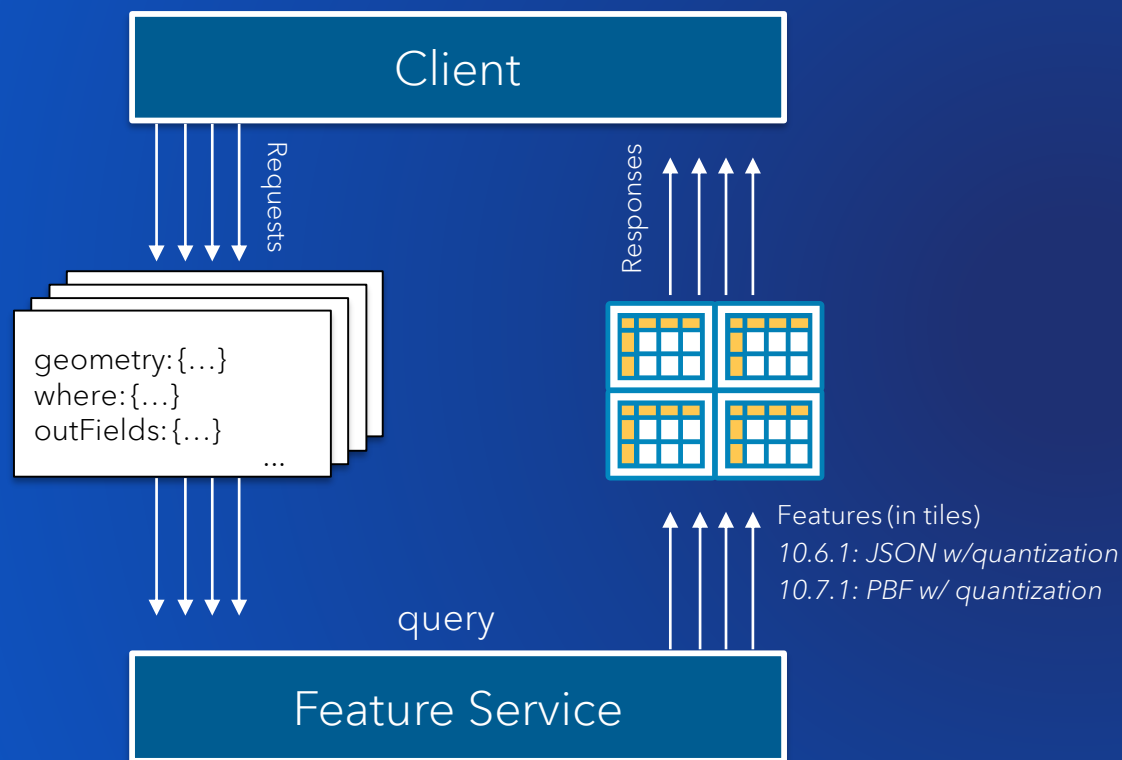 Client
Requests
Responses
geometry:{...}
where:{...}
outFields:{...}
...
Features (in tiles)
10.6.1: JSON w/quantization
10.7.1: PBF w/ quantization
query
Feature Service